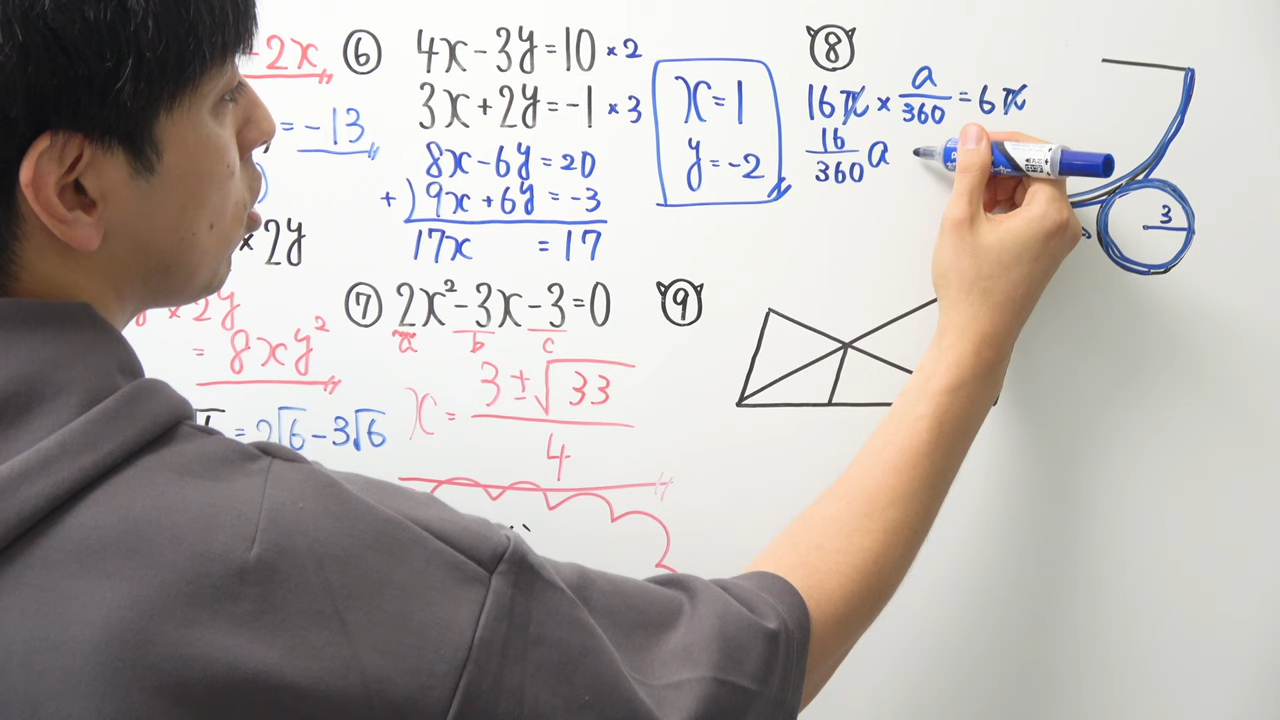 - 2x
= -13
× 2y
× 2y
= 8xy²
= 2√6 - 3√6
⑥ 4x - 3y = 10 × 2
3x + 2y = -1 × 3
8x - 6y = 20
+) 9x + 6y = -3
17x = 17
x = 1
y = -2
⑦ 2x² - 3x - 3 = 0
a b c
x = (3 ± √33) / 4
⑧
16π × a/360 = 6π
16/360 a
3
⑨